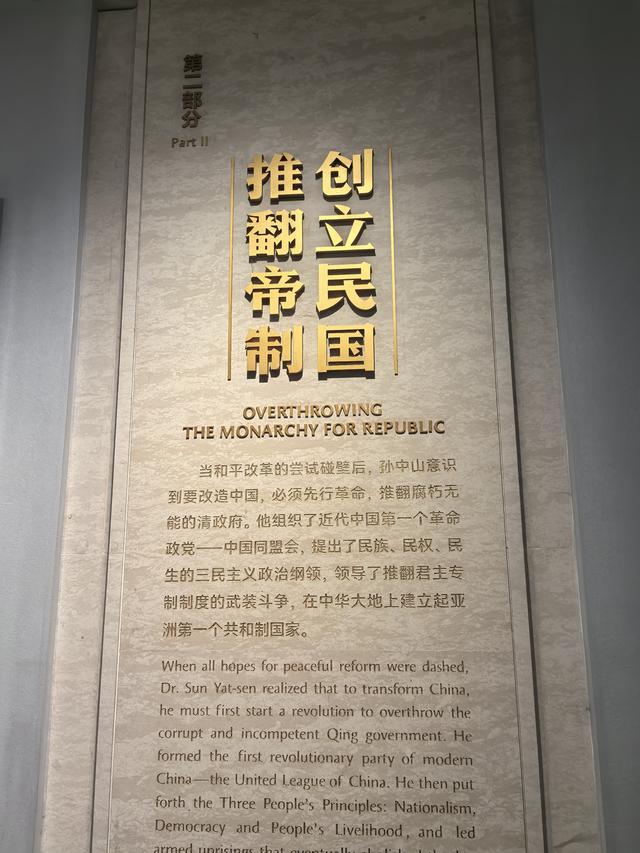 第二部分
Part II
推翻帝制
创立民国
OVERTHROWING
THE MONARCHY FOR REPUBLIC
当和平改革的尝试碰壁后，孙中山意识
到要改造中国，必须先行革命，推翻腐朽无
能的清政府。他组织了近代中国第一个革命
政党——中国同盟会，提出了民族、民权、民
生的三民主义政治纲领，领导了推翻君主专
制制度的武装斗争，在中华大地上建立起亚
洲第一个共和制国家。
When all hopes for peaceful reform were dashed,
Dr. Sun Yat-sen realized that to transform China,
he must first start a revolution to overthrow the
corrupt and incompetent Qing government. He
formed the first revolutionary party of modern
China—the United League of China. He then put
forth the Three People's Principles: Nationalism,
Democracy and People's Livelihood, and led
armed uprisings that eventually